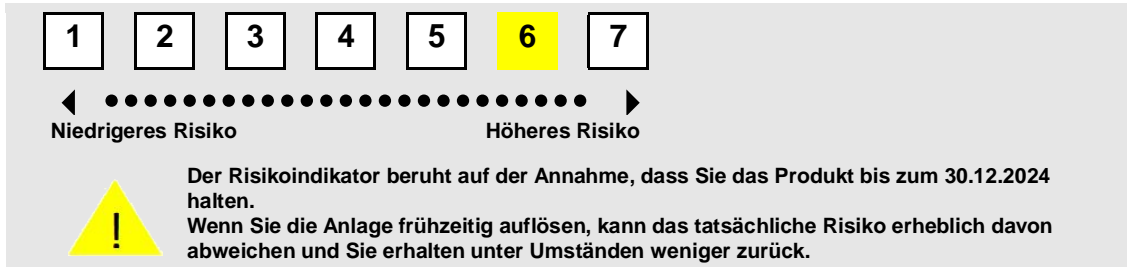 1 2 3 4 5 6 7
Niedrigeres Risiko Höheres Risiko
Der Risikoindikator beruht auf der Annahme, dass Sie das Produkt bis zum 30.12.2024
halten.
Wenn Sie die Anlage frühzeitig auflösen, kann das tatsächliche Risiko erheblich davon
abweichen und Sie erhalten unter Umständen weniger zurück.
!